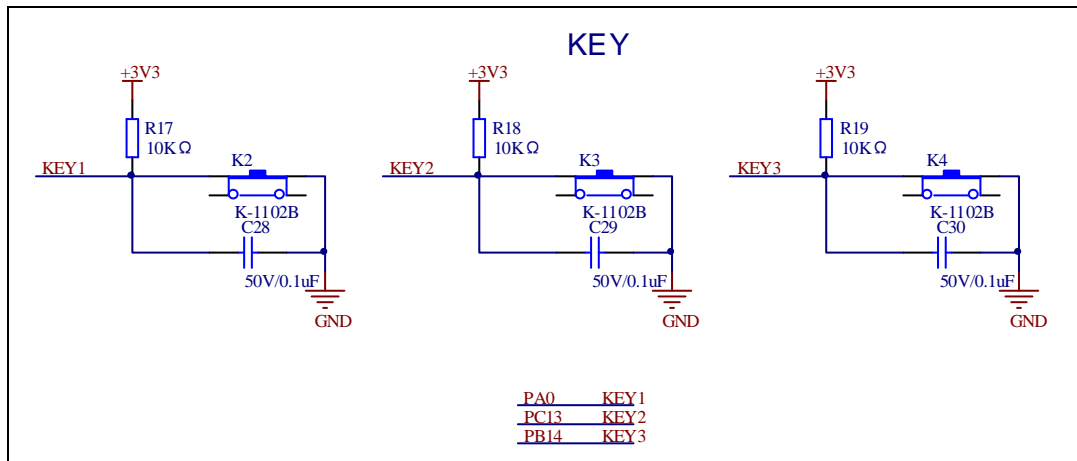 KEY
+3V3
R17
10KΩ
KEY1
K2
K-1102B
C28
50V/0.1uF
GND
+3V3
R18
10KΩ
KEY2
K3
K-1102B
C29
50V/0.1uF
GND
+3V3
R19
10KΩ
KEY3
K4
K-1102B
C30
50V/0.1uF
GND
PA0 KEY1
PC13 KEY2
PB14 KEY3